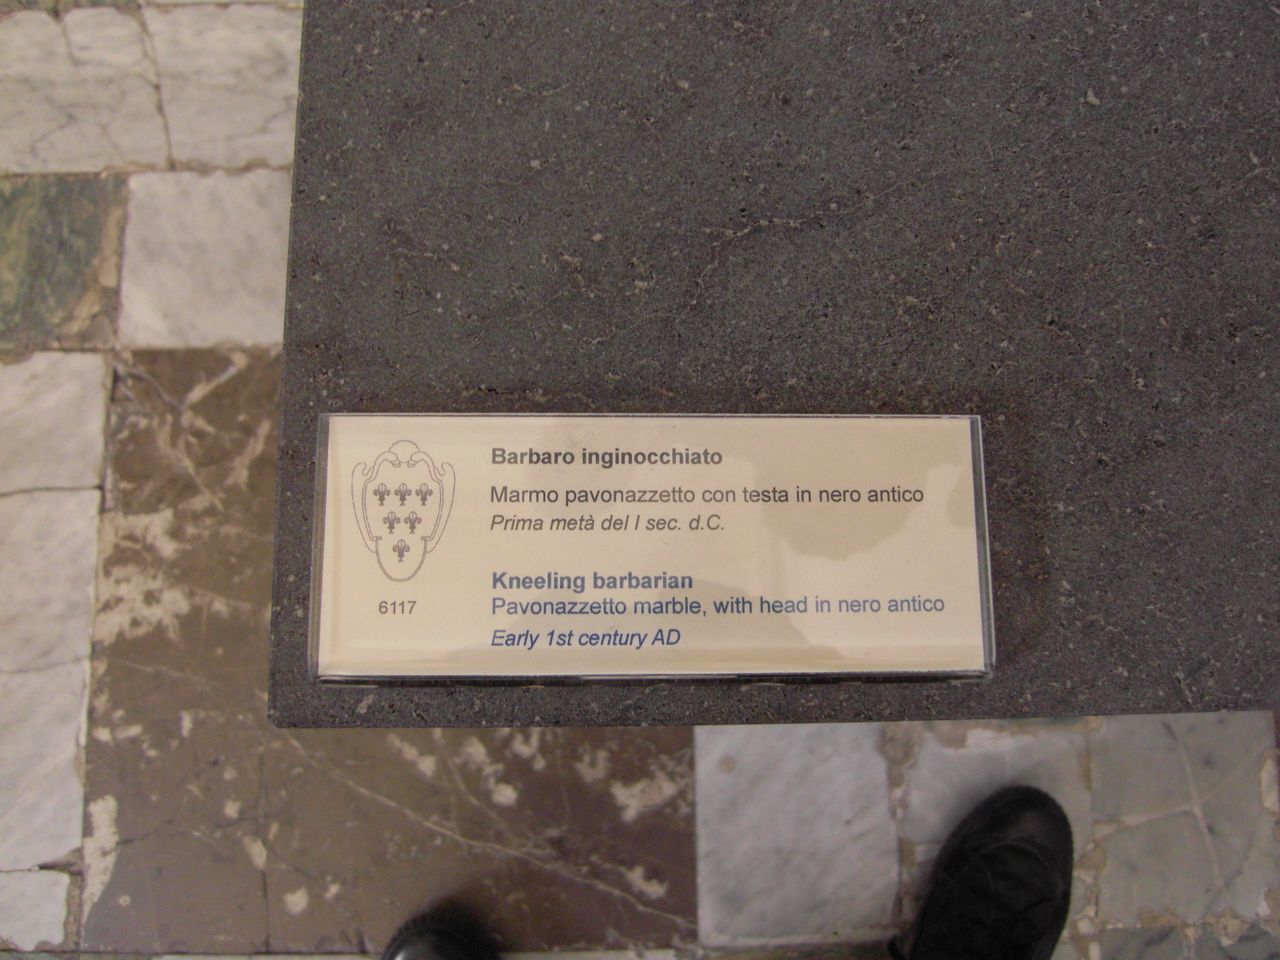 Barbaro inginocchiato
Marmo pavonazzetto con testa in nero antico
Prima metà del I sec. d.C.
Kneeling barbarian
Pavonazzetto marble, with head in nero antico
Early 1st century AD
6117